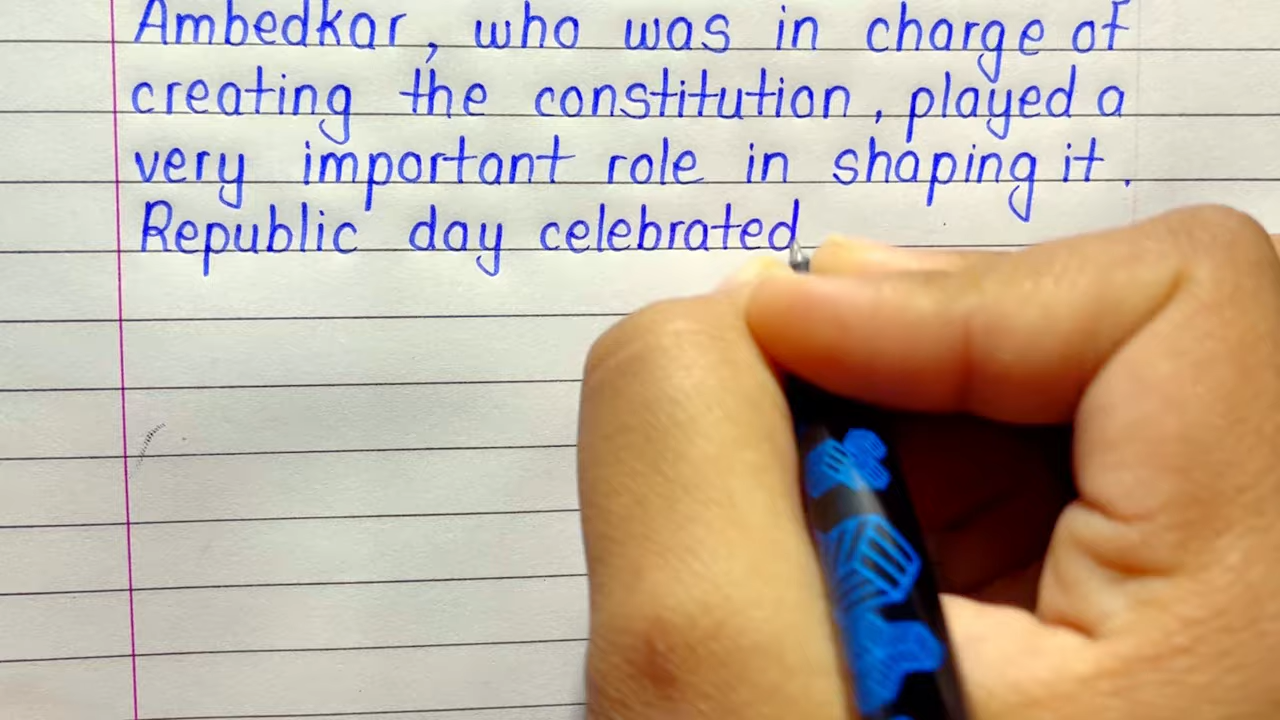 Ambedkar, who was in charge of
creating the constitution, played a
very important role in shaping it.
Republic day celebrated